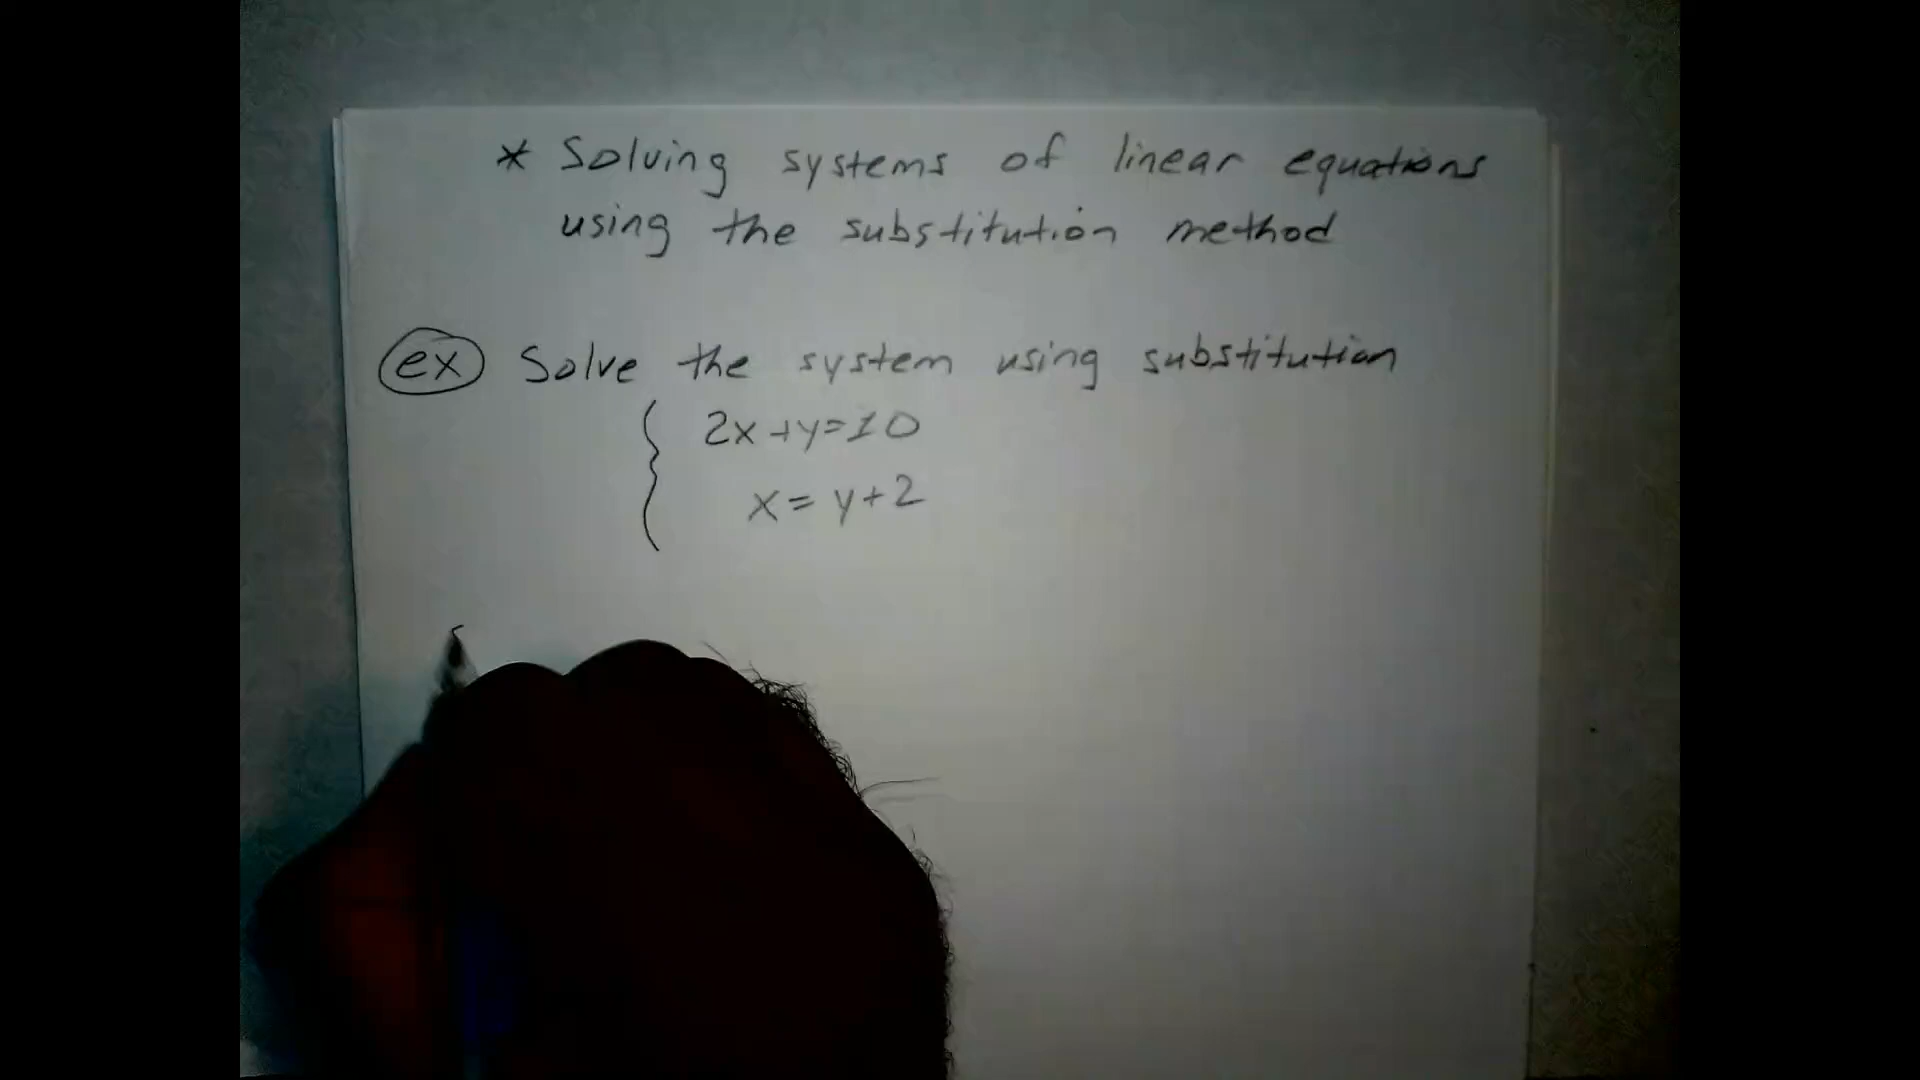 * Solving systems of linear equations
using the substitution method
ex Solve the system using substitution
2x+y=10
x=y+2